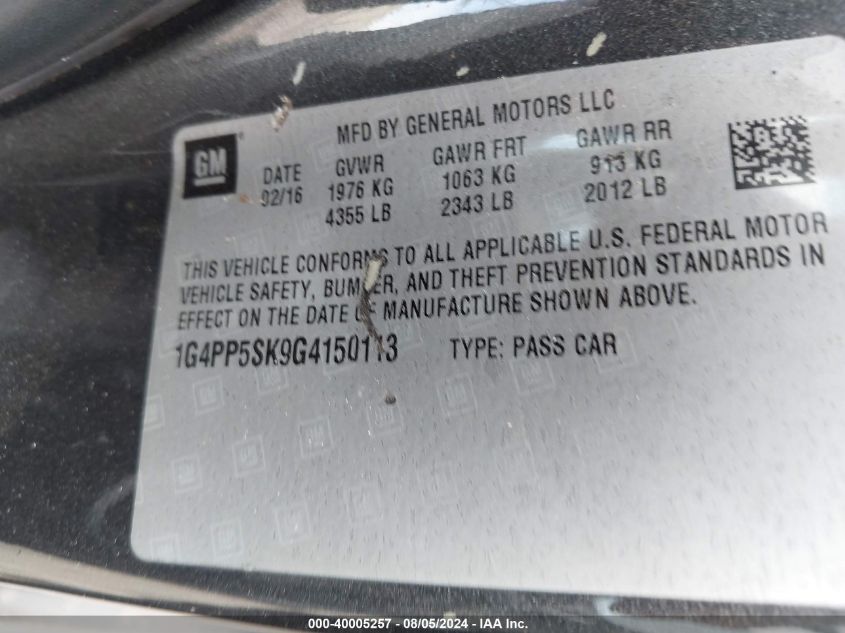 MFD BY GENERAL MOTORS LLC
GM
DATE GVWR GAWR FRT GAWR RR
02/16 1976 KG 1063 KG 913 KG
4355 LB 2343 LB 2012 LB
THIS VEHICLE CONFORMS TO ALL APPLICABLE U.S. FEDERAL MOTOR
VEHICLE SAFETY, BUMPER, AND THEFT PREVENTION STANDARDS IN
EFFECT ON THE DATE OF MANUFACTURE SHOWN ABOVE.
1G4PP5SK9G4150113 TYPE: PASS CAR
000-40005257 - 08/05/2024 - IAA Inc.